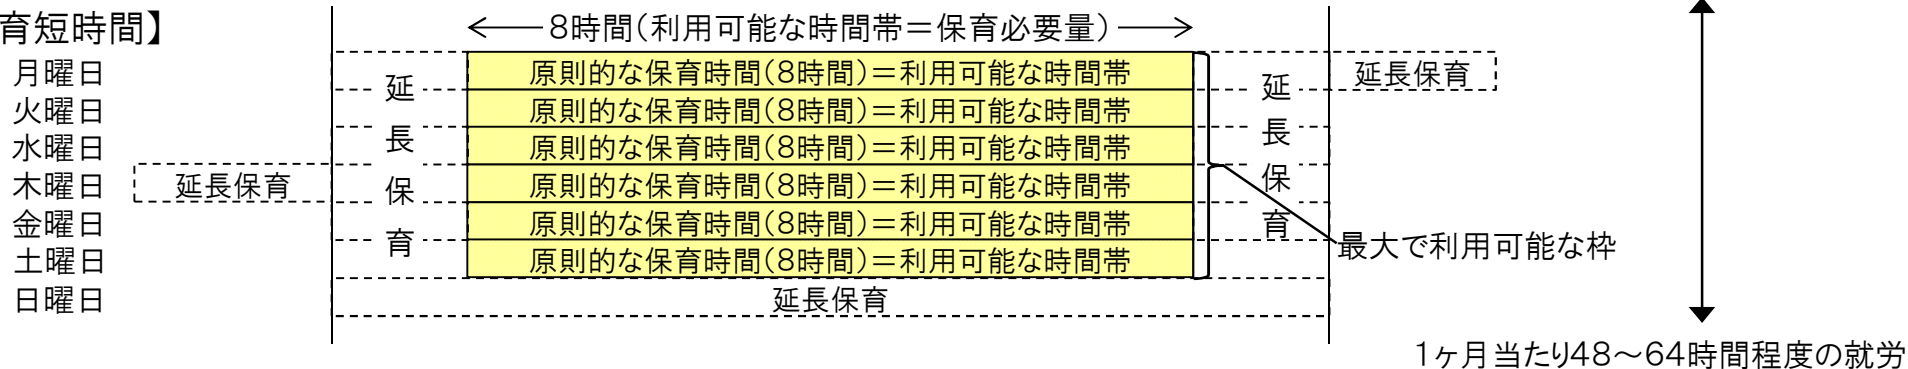 育短時間】
8時間(利用可能な時間帯=保育必要量)
月曜日 原則的な保育時間(8時間)=利用可能な時間帯 延長保育
火曜日 原則的な保育時間(8時間)=利用可能な時間帯
水曜日 原則的な保育時間(8時間)=利用可能な時間帯
木曜日 延長保育 原則的な保育時間(8時間)=利用可能な時間帯
金曜日 原則的な保育時間(8時間)=利用可能な時間帯
土曜日 原則的な保育時間(8時間)=利用可能な時間帯
日曜日 延長保育
延長保育
延長保育
最大で利用可能な枠
1ヶ月当たり48〜64時間程度の就労